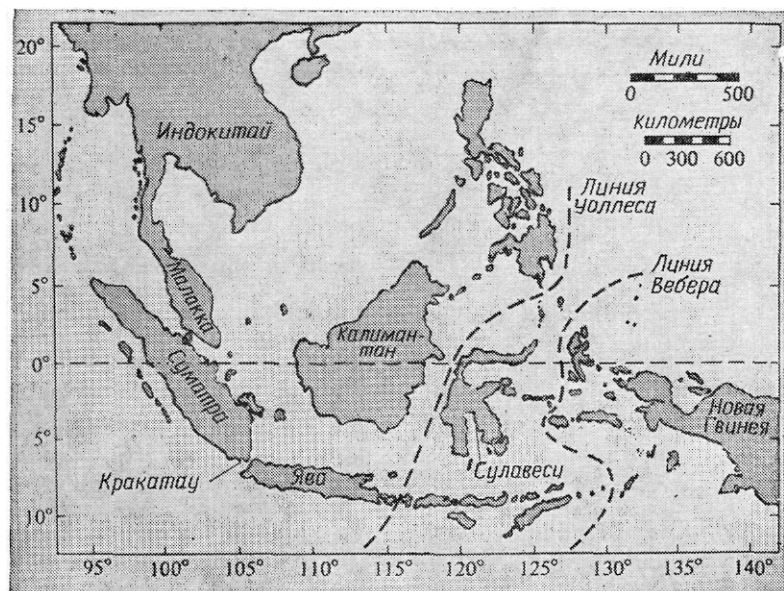 20°
15°
10°
5°
0°
5°
10°
Мили
0 500
Километры
0 300 600
Индокитай
Линия
Уоллеса
Линия
Вебера
Малакка
Калиман-
тан
Суматра
Новая
Гвинея
Сулавеси
Кракатау
Ява
95° 100° 105° 110° 115° 120° 125° 130° 135° 140°